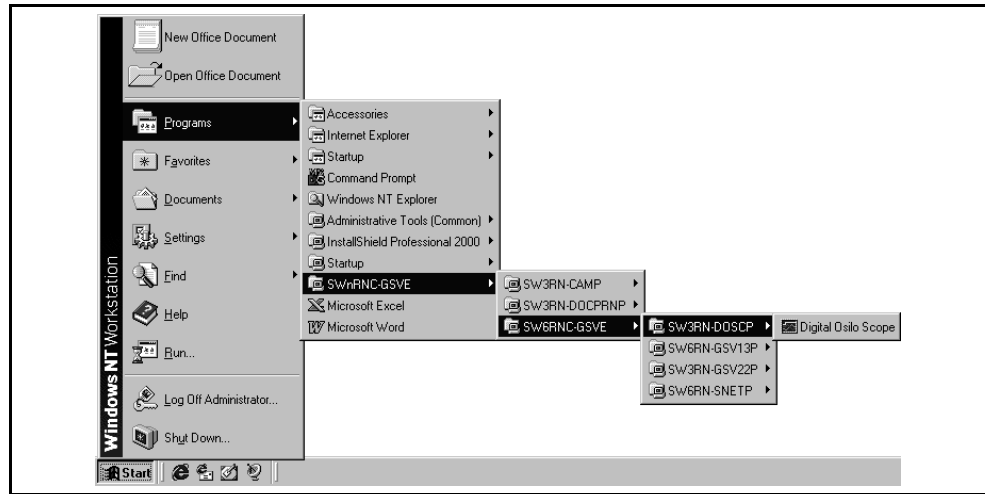 New Office Document
Open Office Document
Programs
Favorites
Documents
Settings
Find
Help
Run...
Log Off Administrator...
Shut Down...
Windows NT Workstation
Start
Accessories
Internet Explorer
Startup
Command Prompt
Windows NT Explorer
Administrative Tools (Common)
InstallShield Professional 2000
Startup
SWnRNC-GSVE
Microsoft Excel
Microsoft Word
SW3RN-CAMP
SW3RN-DOCPRNP
SW6RNC-GSVE
SW3RN-DOSCP
SW6RN-GSV13P
SW3RN-GSV22P
SW6RN-SNETP
Digital Osilo Scope